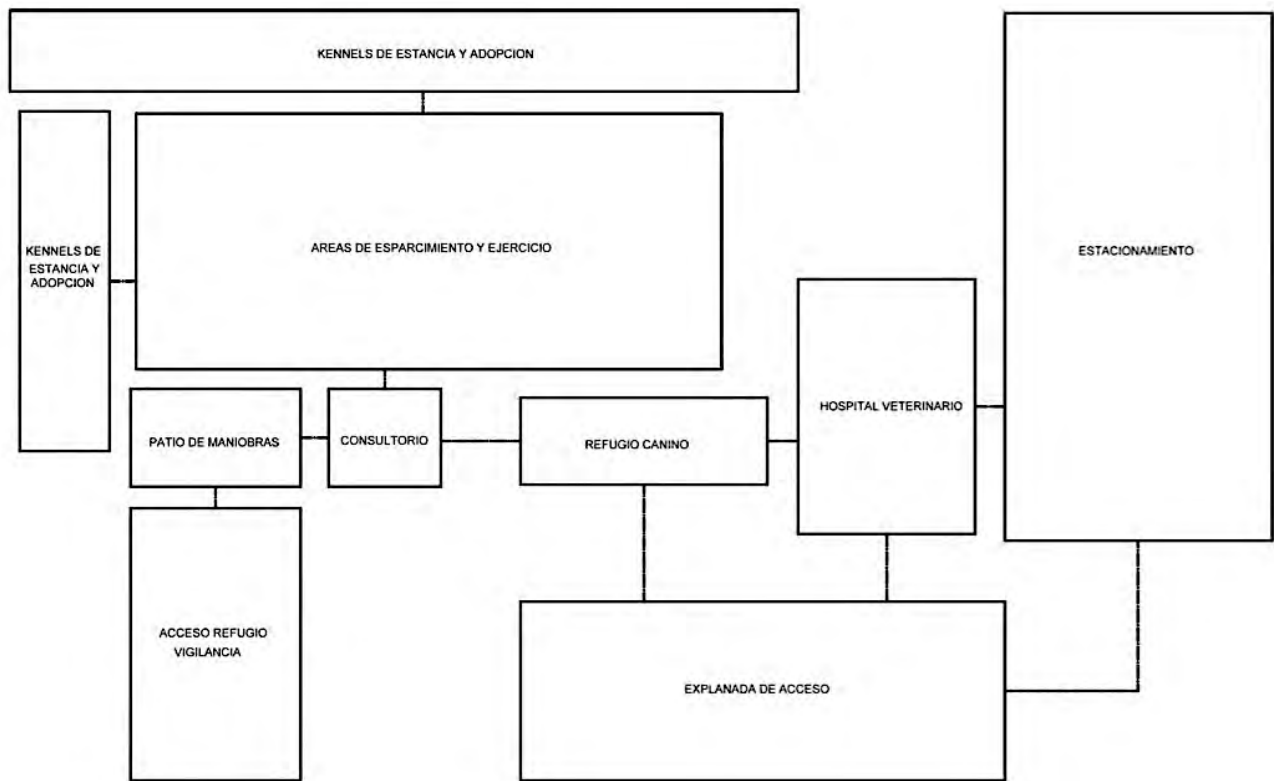 KENNELS DE ESTANCIA Y ADOPCION
KENNELS DE
ESTANCIA Y
ADOPCION
AREAS DE ESPARCIMIENTO Y EJERCICIO
ESTACIONAMIENTO
HOSPITAL VETERINARIO
PATIO DE MANIOBRAS
CONSULTORIO
REFUGIO CANINO
ACCESO REFUGIO
VIGILANCIA
EXPLANADA DE ACCESO